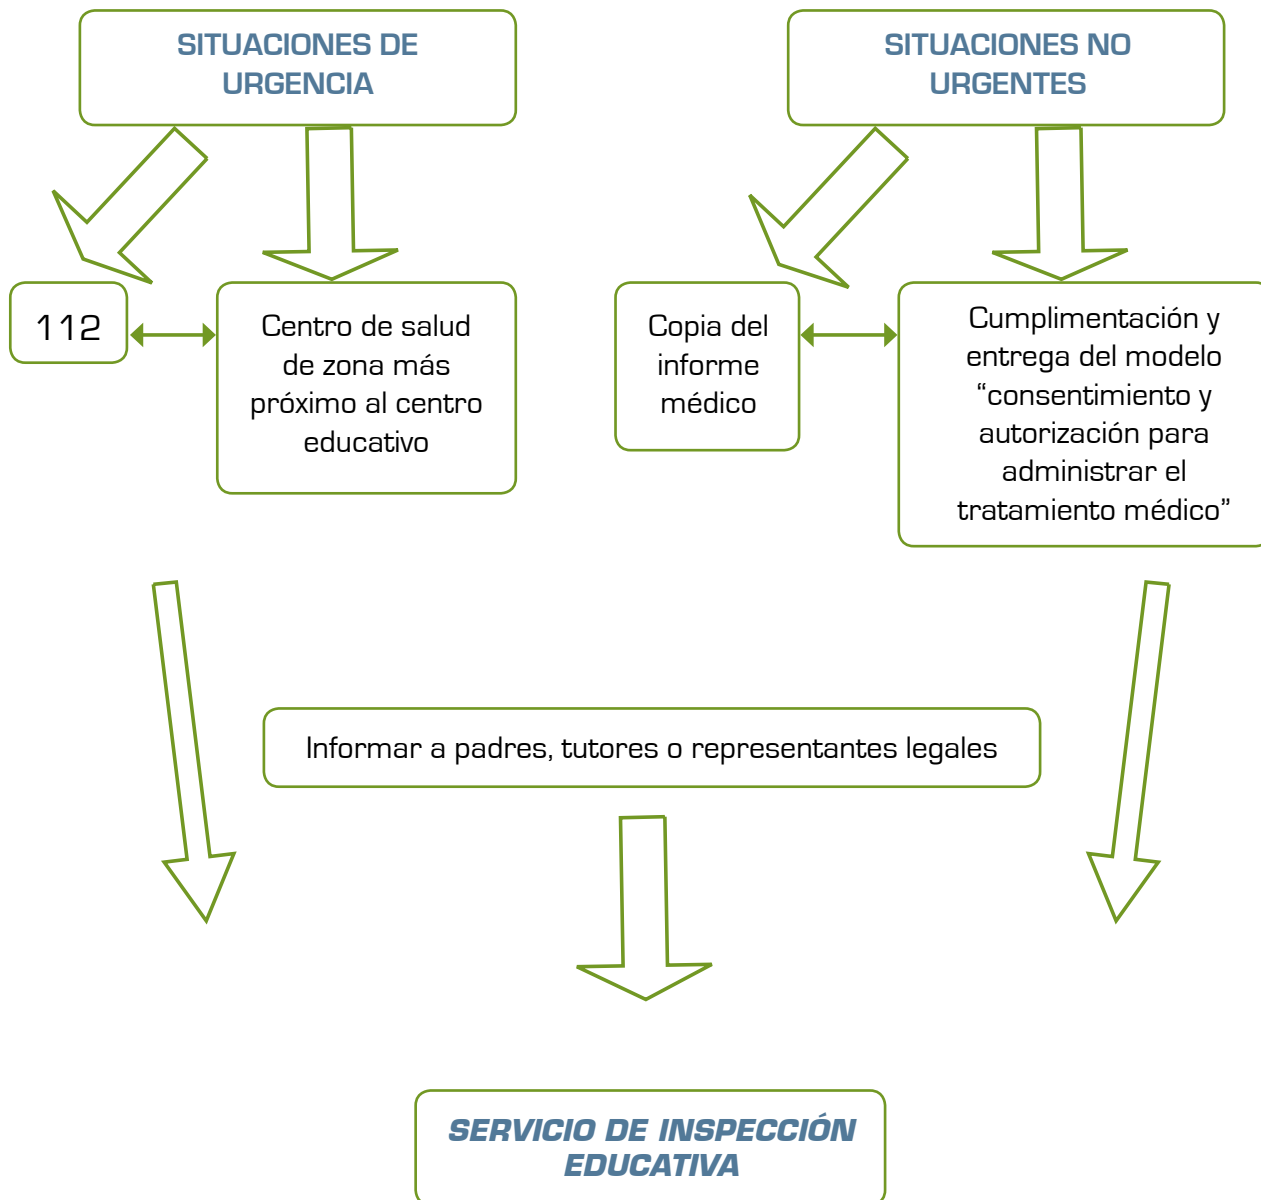 SITUACIONES DE
URGENCIA
SITUACIONES NO
URGENTES
112
Centro de salud
de zona más
próximo al centro
educativo
Copia del
informe
médico
Cumplimentación y
entrega del modelo
“consentimiento y
autorización para
administrar el
tratamiento médico”
Informar a padres, tutores o representantes legales
SERVICIO DE INSPECCIÓN
EDUCATIVA